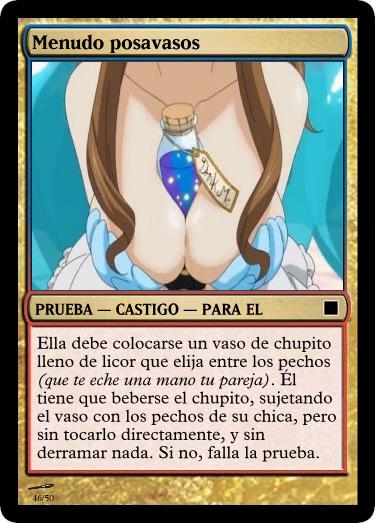 Menudo posavasos
Drink Me
PRUEBA — CASTIGO — PARA EL
Ella debe colocarse un vaso de chupito
lleno de licor que elija entre los pechos
(que te eche una mano tu pareja). Él
tiene que beberse el chupito, sujetando
el vaso con los pechos de su chica, pero
sin tocarlo directamente, y sin
derramar nada. Si no, falla la prueba.
46/50